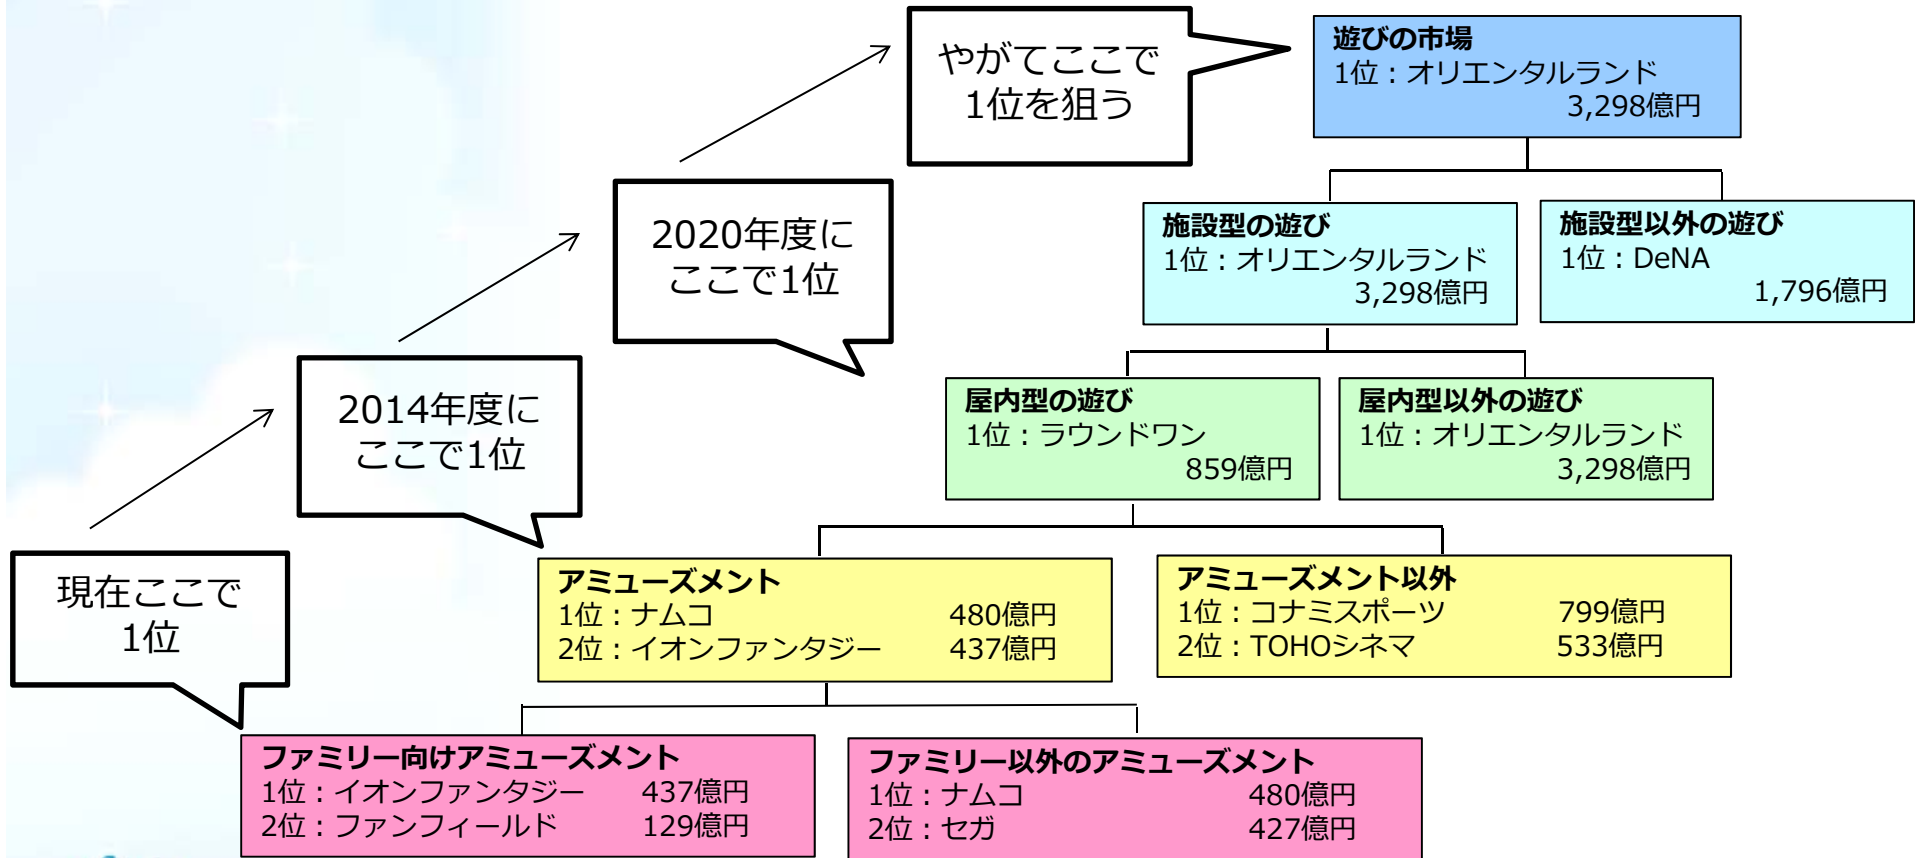 やがてここで
1位を狙う
遊びの市場
1位：オリエンタルランド
3,298億円
2020年度に
ここで1位
施設型の遊び
1位：オリエンタルランド
3,298億円
施設型以外の遊び
1位：DeNA
1,796億円
2014年度に
ここで1位
屋内型の遊び
1位：ラウンドワン
859億円
屋内型以外の遊び
1位：オリエンタルランド
3,298億円
現在ここで
1位
アミューズメント
1位：ナムコ 480億円
2位：イオンファンタジー 437億円
アミューズメント以外
1位：コナミスポーツ 799億円
2位：TOHOシネマ 533億円
ファミリー向けアミューズメント
1位：イオンファンタジー 437億円
2位：ファンフィールド 129億円
ファミリー以外のアミューズメント
1位：ナムコ 480億円
2位：セガ 427億円